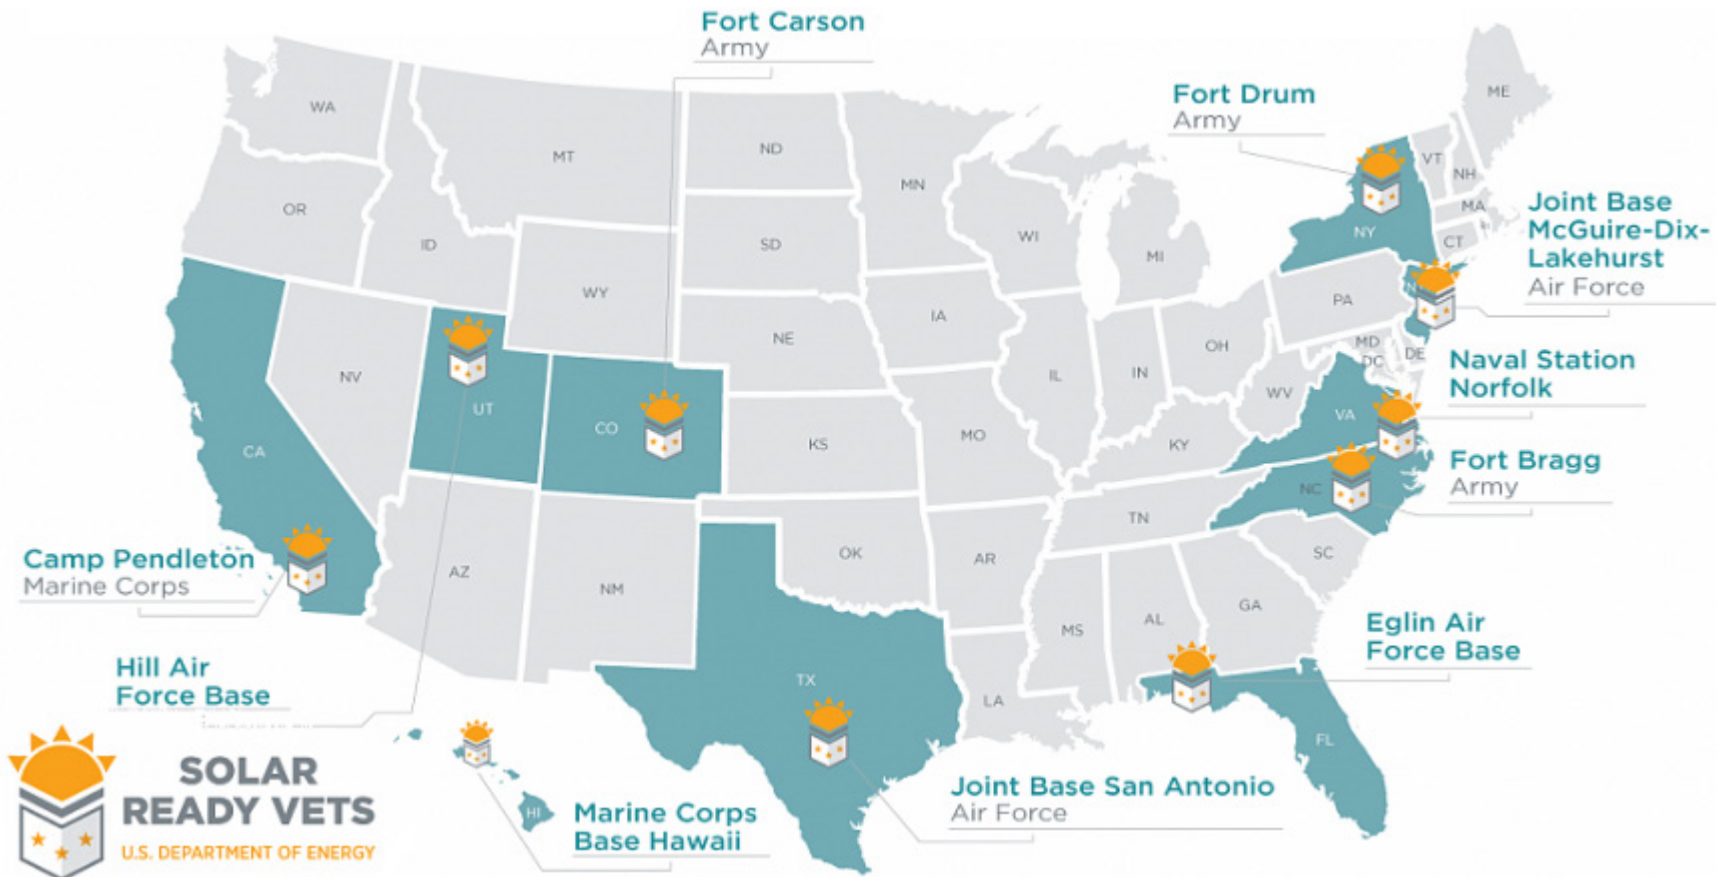 Fort Carson
Army
Fort Drum
Army
Joint Base
McGuire-Dix-
Lakehurst
Air Force
Naval Station
Norfolk
Fort Bragg
Army
Eglin Air
Force Base
Joint Base San Antonio
Air Force
Marine Corps
Base Hawaii
Hill Air
Force Base
Camp Pendleton
Marine Corps
WA
OR
ID
MT
ND
SD
WY
NE
MN
WI
MI
IA
IL
IN
OH
PA
NY
VT
NH
ME
MA
CT
MD
DC
DE
WV
VA
KY
NC
TN
SC
GA
AL
MS
AR
LA
MO
KS
OK
TX
NM
AZ
CO
UT
NV
CA
FL
HI
SOLAR
READY VETS
U.S. DEPARTMENT OF ENERGY